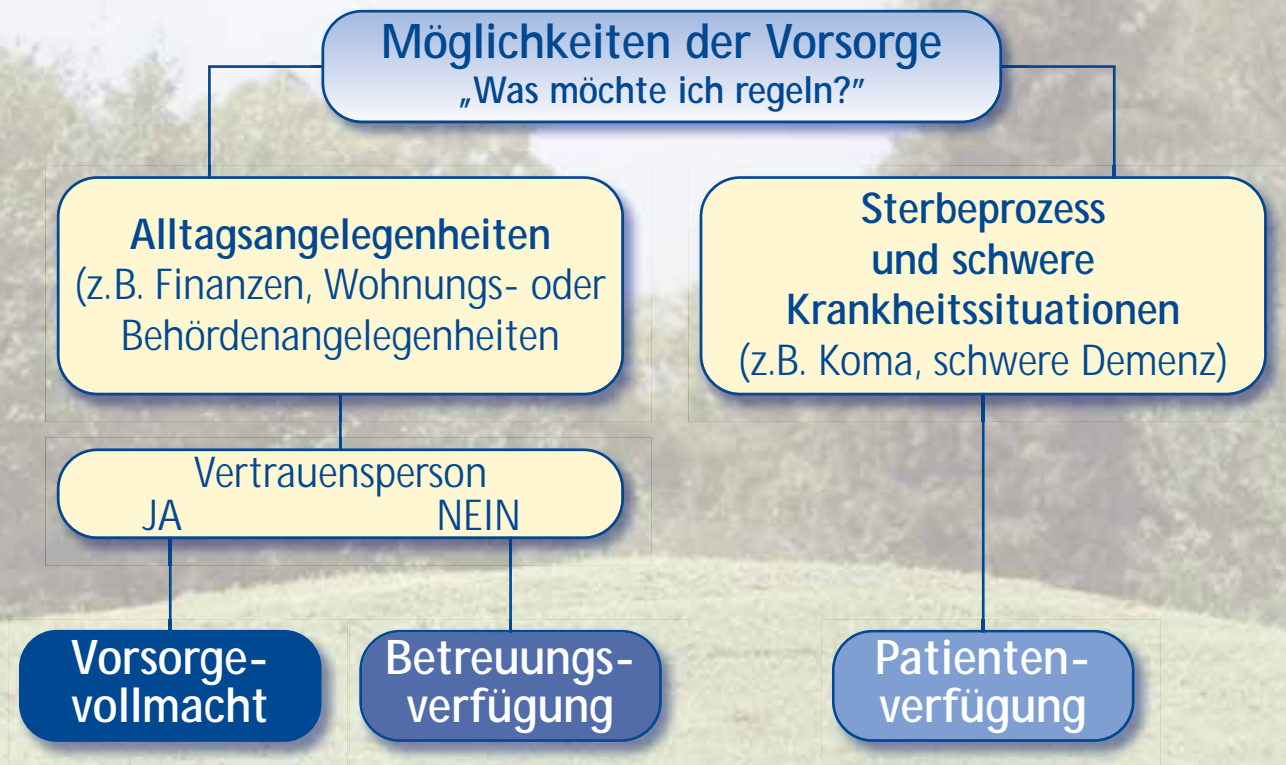 Möglichkeiten der Vorsorge
„Was möchte ich regeln?”
Alltagsangelegenheiten
(z.B. Finanzen, Wohnungs- oder
Behördenangelegenheiten
Sterbeprozess
und schwere
Krankheitssituationen
(z.B. Koma, schwere Demenz)
Vertrauensperson
JA NEIN
Vorsorge-
vollmacht
Betreuungs-
verfügung
Patienten-
verfügung